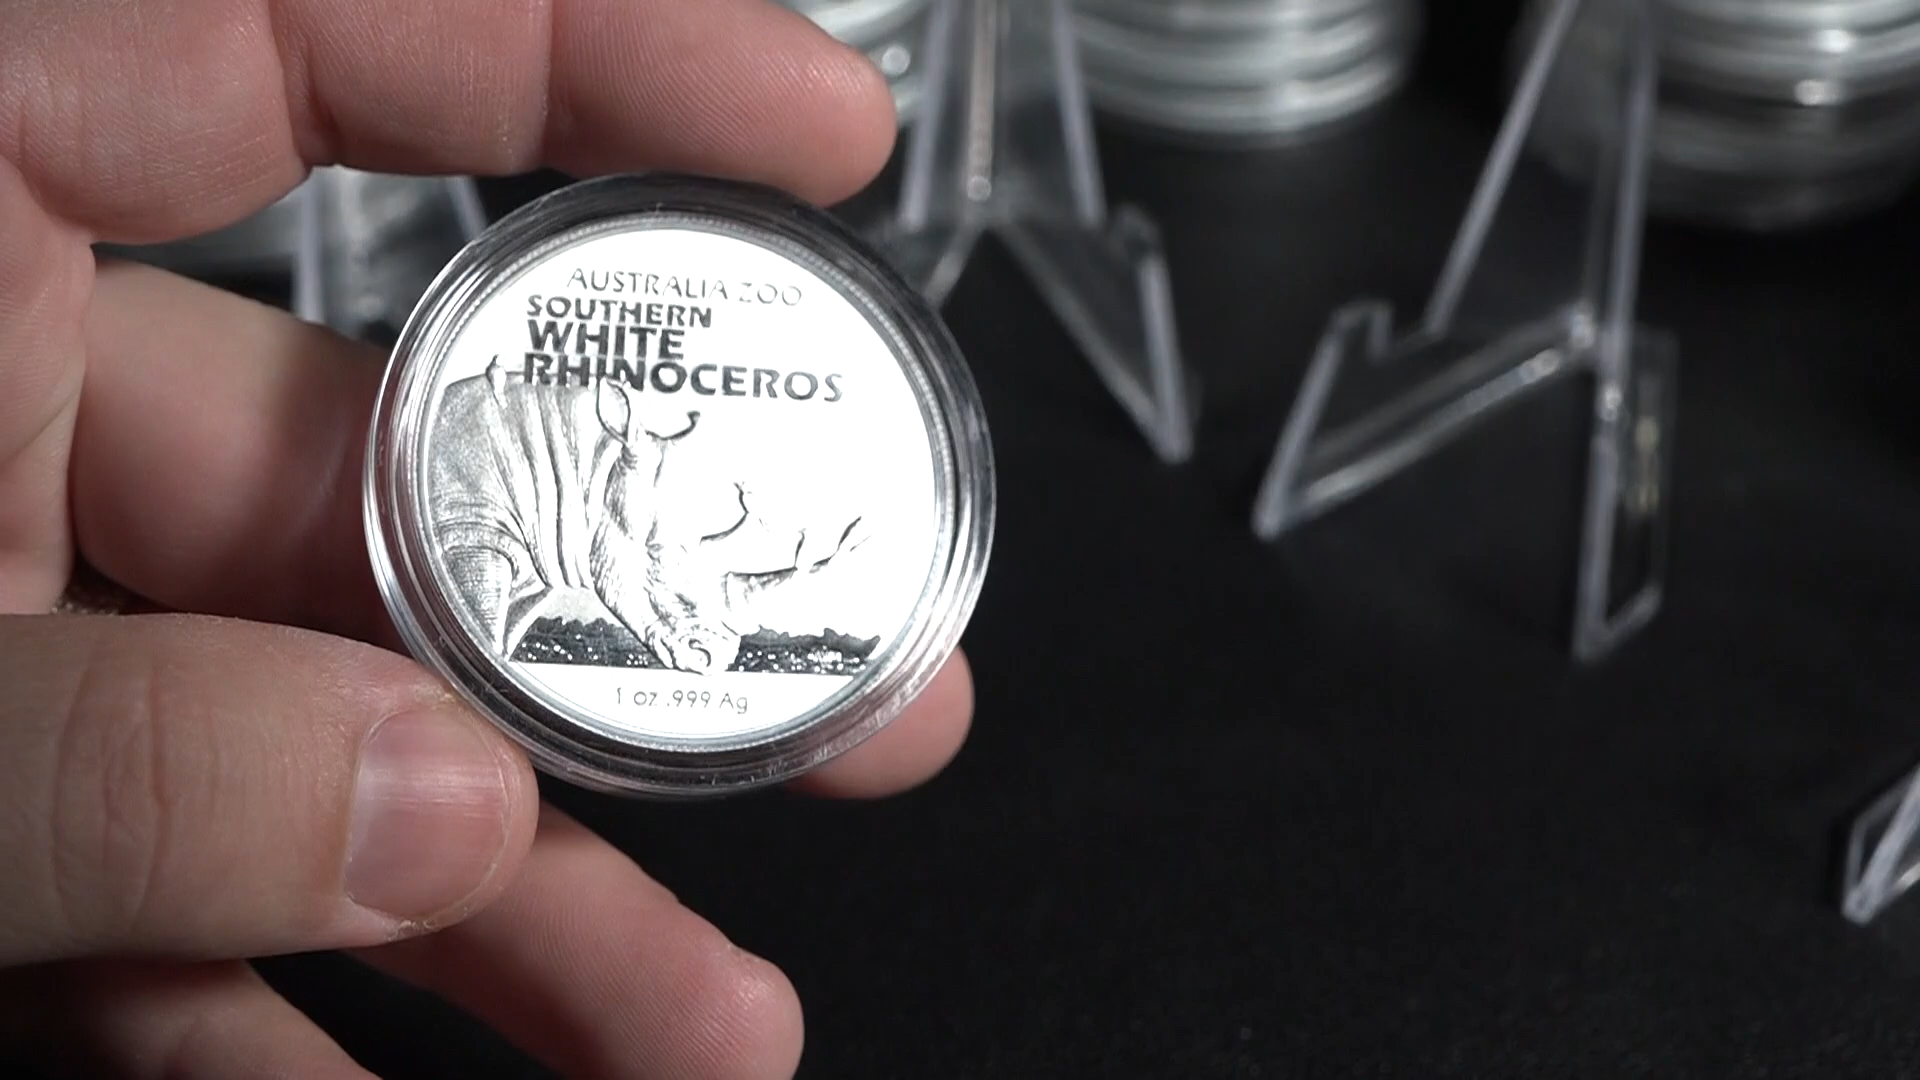 AUSTRALIA ZOO
SOUTHERN
WHITE
RHINOCEROS
1 oz .999 Ag